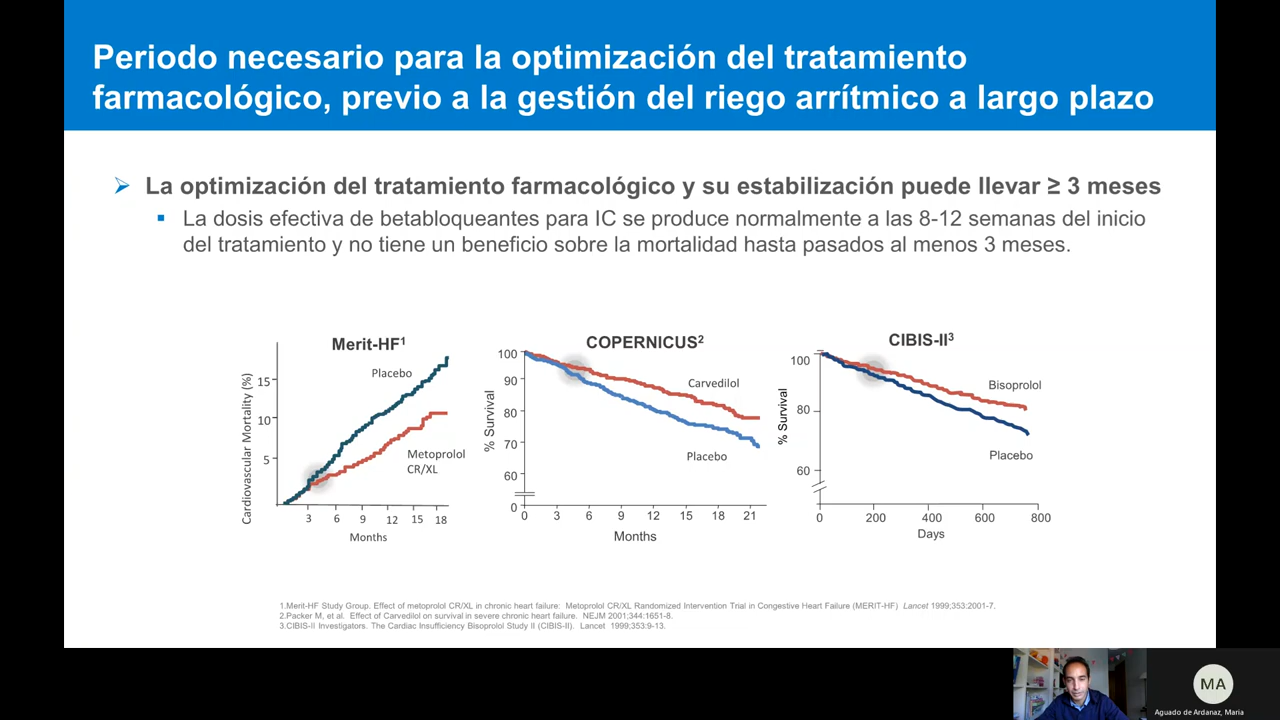 Periodo necesario para la optimización del tratamiento
farmacológico, previo a la gestión del riego arrítmico a largo plazo
La optimización del tratamiento farmacológico y su estabilización puede llevar ≥ 3 meses
La dosis efectiva de betabloqueantes para IC se produce normalmente a las 8-12 semanas del inicio
del tratamiento y no tiene un beneficio sobre la mortalidad hasta pasados al menos 3 meses.
Merit-HF1
Cardiovascular Mortality (%)
15
10
5
Placebo
Metoprolol
CR/XL
3 6 9 12 15 18
Months
COPERNICUS2
% Survival
100
90
80
70
60
0
Carvedilol
Placebo
0 3 6 9 12 15 18 21
Months
CIBIS-II3
% Survival
100
80
60
Bisoprolol
Placebo
0 200 400 600 800
Days
1.Merit-HF Study Group. Effect of metoprolol CR/XL in chronic heart failure: Metoprolol CR/XL Randomized Intervention Trial in Congestive Heart Failure (MERIT-HF) Lancet 1999;353:2001-7.
2.Packer M, et al. Effect of Carvedilol on survival in severe chronic heart failure. NEJM 2001;344:1651-8.
3.CIBIS-II Investigators. The Cardiac Insufficiency Bisoprolol Study II (CIBIS-II). Lancet 1999;353:9-13.
MA
Aguado de Ardanaz, Maria